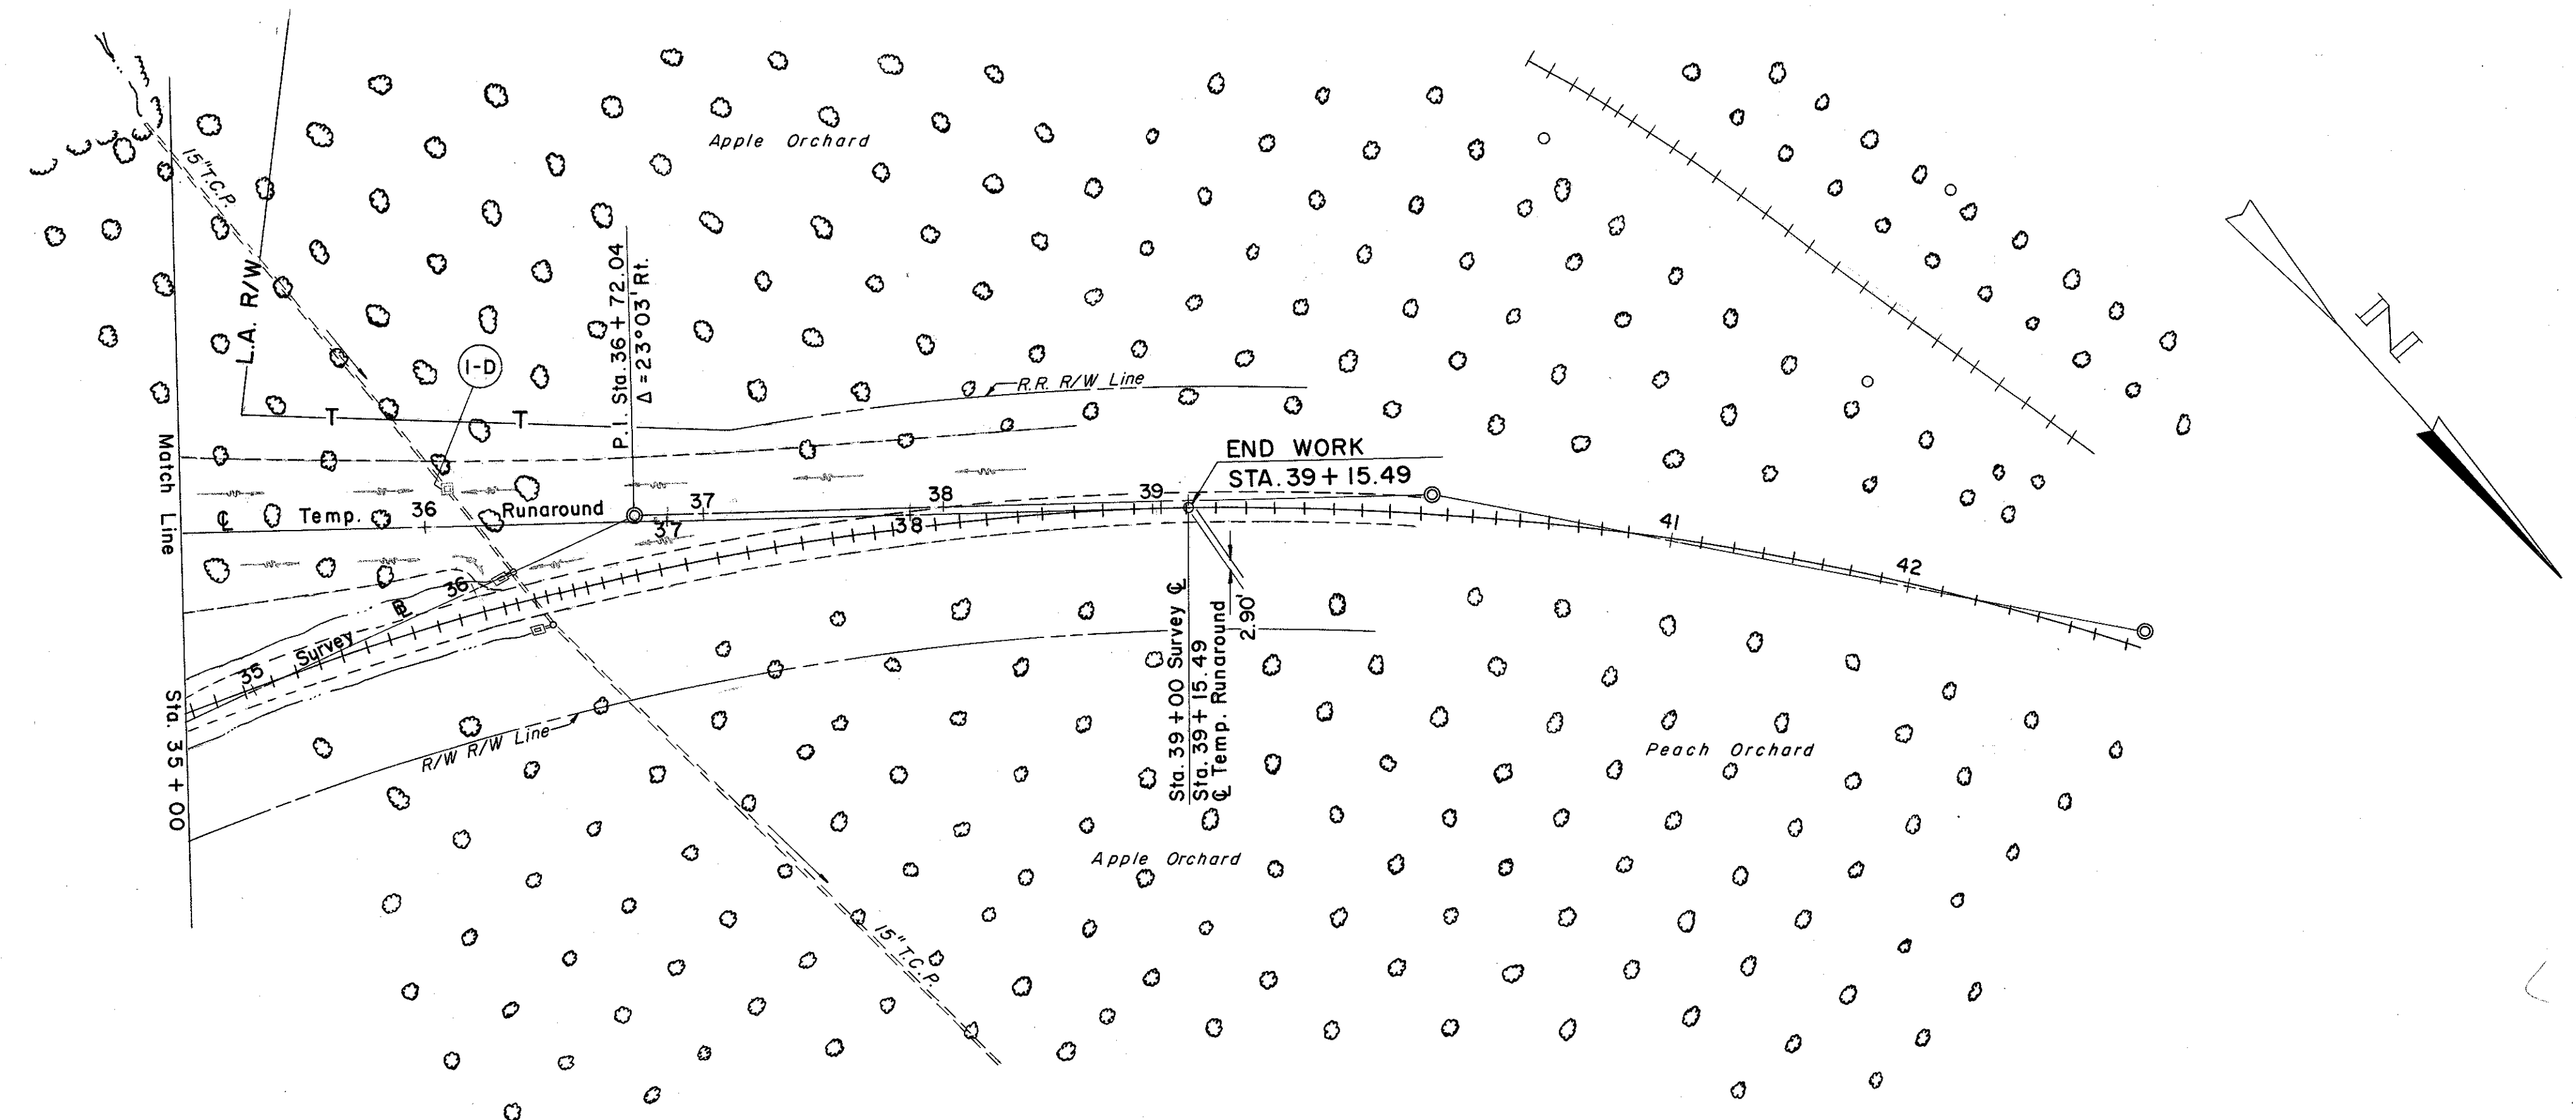 Apple Orchard
15" T.C.P.
L.A. R/W
P.I. Sta. 36 + 72.04
Δ = 23°03' Rt.
N
1-D
R.R. R/W Line
T T
Match Line
END WORK
STA. 39 + 15.49
36 37 38 39
℄ Temp. Runaround
37 38 41
36 42
35 Survey ℄
2.90'
Sta. 39 + 00 Survey ℄
Sta. 39 + 15.49
℄ Temp. Runaround
Sta. 35 + 00
R/W R/W Line
Peach Orchard
Apple Orchard
15" T.C.P.